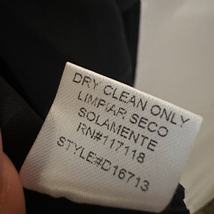 DRY CLEAN ONLY
LIMPIAR SECO
SOLAMENTE
RN#117118
STYLE#D16713